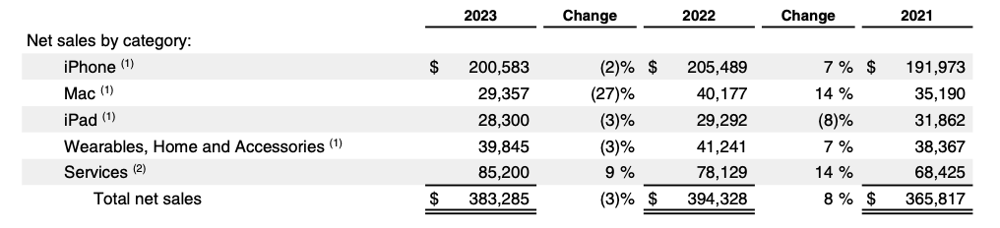 2023 Change 2022 Change 2021
Net sales by category:
iPhone (1) $ 200,583 (2)% $ 205,489 7 % $ 191,973
Mac (1) 29,357 (27)% 40,177 14 % 35,190
iPad (1) 28,300 (3)% 29,292 (8)% 31,862
Wearables, Home and Accessories (1) 39,845 (3)% 41,241 7 % 38,367
Services (2) 85,200 9 % 78,129 14 % 68,425
Total net sales $ 383,285 (3)% $ 394,328 8 % $ 365,817